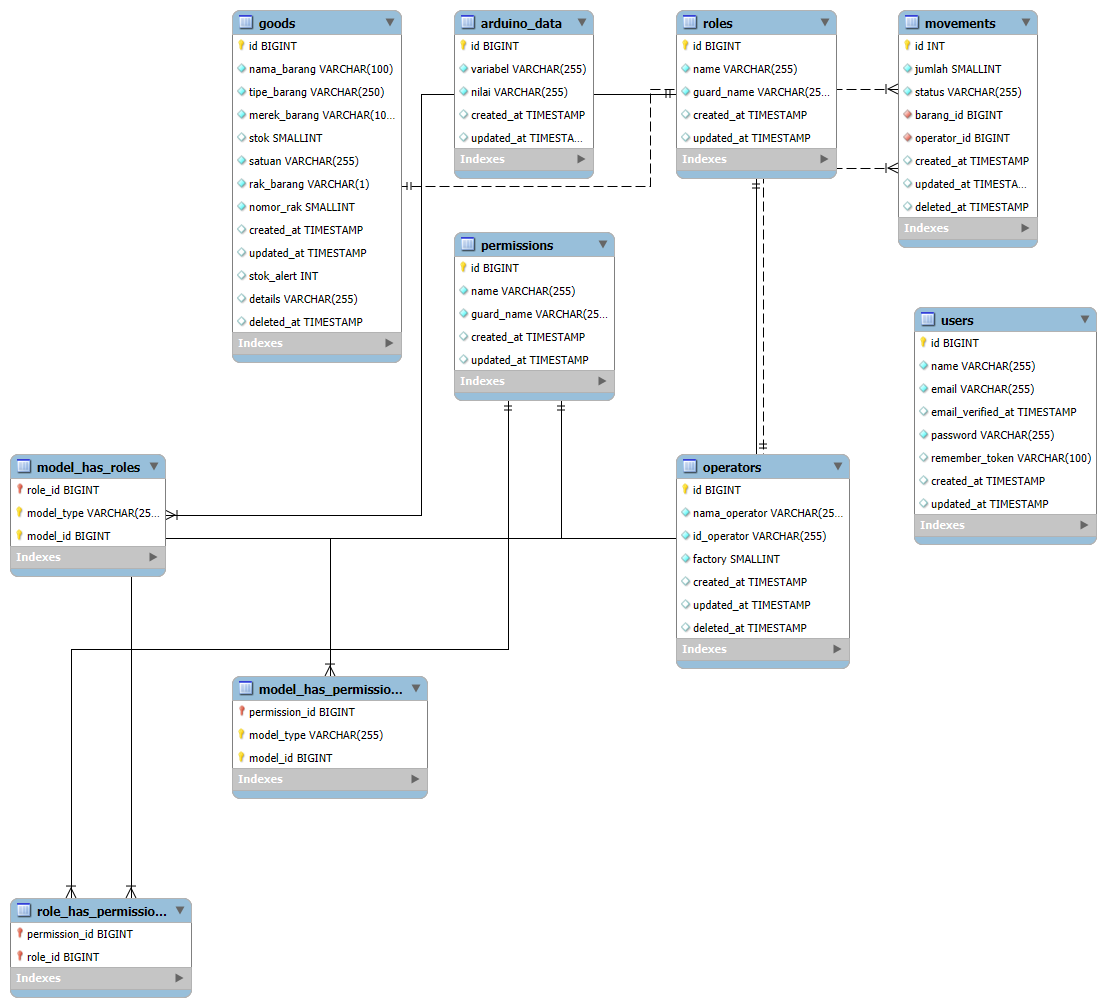 goods
id BIGINT
nama_barang VARCHAR(100)
tipe_barang VARCHAR(250)
merek_barang VARCHAR(10...
stok SMALLINT
satuan VARCHAR(255)
rak_barang VARCHAR(1)
nomor_rak SMALLINT
created_at TIMESTAMP
updated_at TIMESTAMP
stok_alert INT
details VARCHAR(255)
deleted_at TIMESTAMP
Indexes
arduino_data
id BIGINT
variabel VARCHAR(255)
nilai VARCHAR(255)
created_at TIMESTAMP
updated_at TIMESTA...
Indexes
roles
id BIGINT
name VARCHAR(255)
guard_name VARCHAR(25...
created_at TIMESTAMP
updated_at TIMESTAMP
Indexes
movements
id INT
jumlah SMALLINT
status VARCHAR(255)
barang_id BIGINT
operator_id BIGINT
created_at TIMESTAMP
updated_at TIMESTA...
deleted_at TIMESTAMP
Indexes
permissions
id BIGINT
name VARCHAR(255)
guard_name VARCHAR(25...
created_at TIMESTAMP
updated_at TIMESTAMP
Indexes
users
id BIGINT
name VARCHAR(255)
email VARCHAR(255)
email_verified_at TIMESTAMP
password VARCHAR(255)
remember_token VARCHAR(100)
created_at TIMESTAMP
updated_at TIMESTAMP
Indexes
model_has_roles
role_id BIGINT
model_type VARCHAR(25...
model_id BIGINT
Indexes
operators
id BIGINT
nama_operator VARCHAR(25...
id_operator VARCHAR(255)
factory SMALLINT
created_at TIMESTAMP
updated_at TIMESTAMP
deleted_at TIMESTAMP
Indexes
model_has_permissio...
permission_id BIGINT
model_type VARCHAR(255)
model_id BIGINT
Indexes
role_has_permissio...
permission_id BIGINT
role_id BIGINT
Indexes